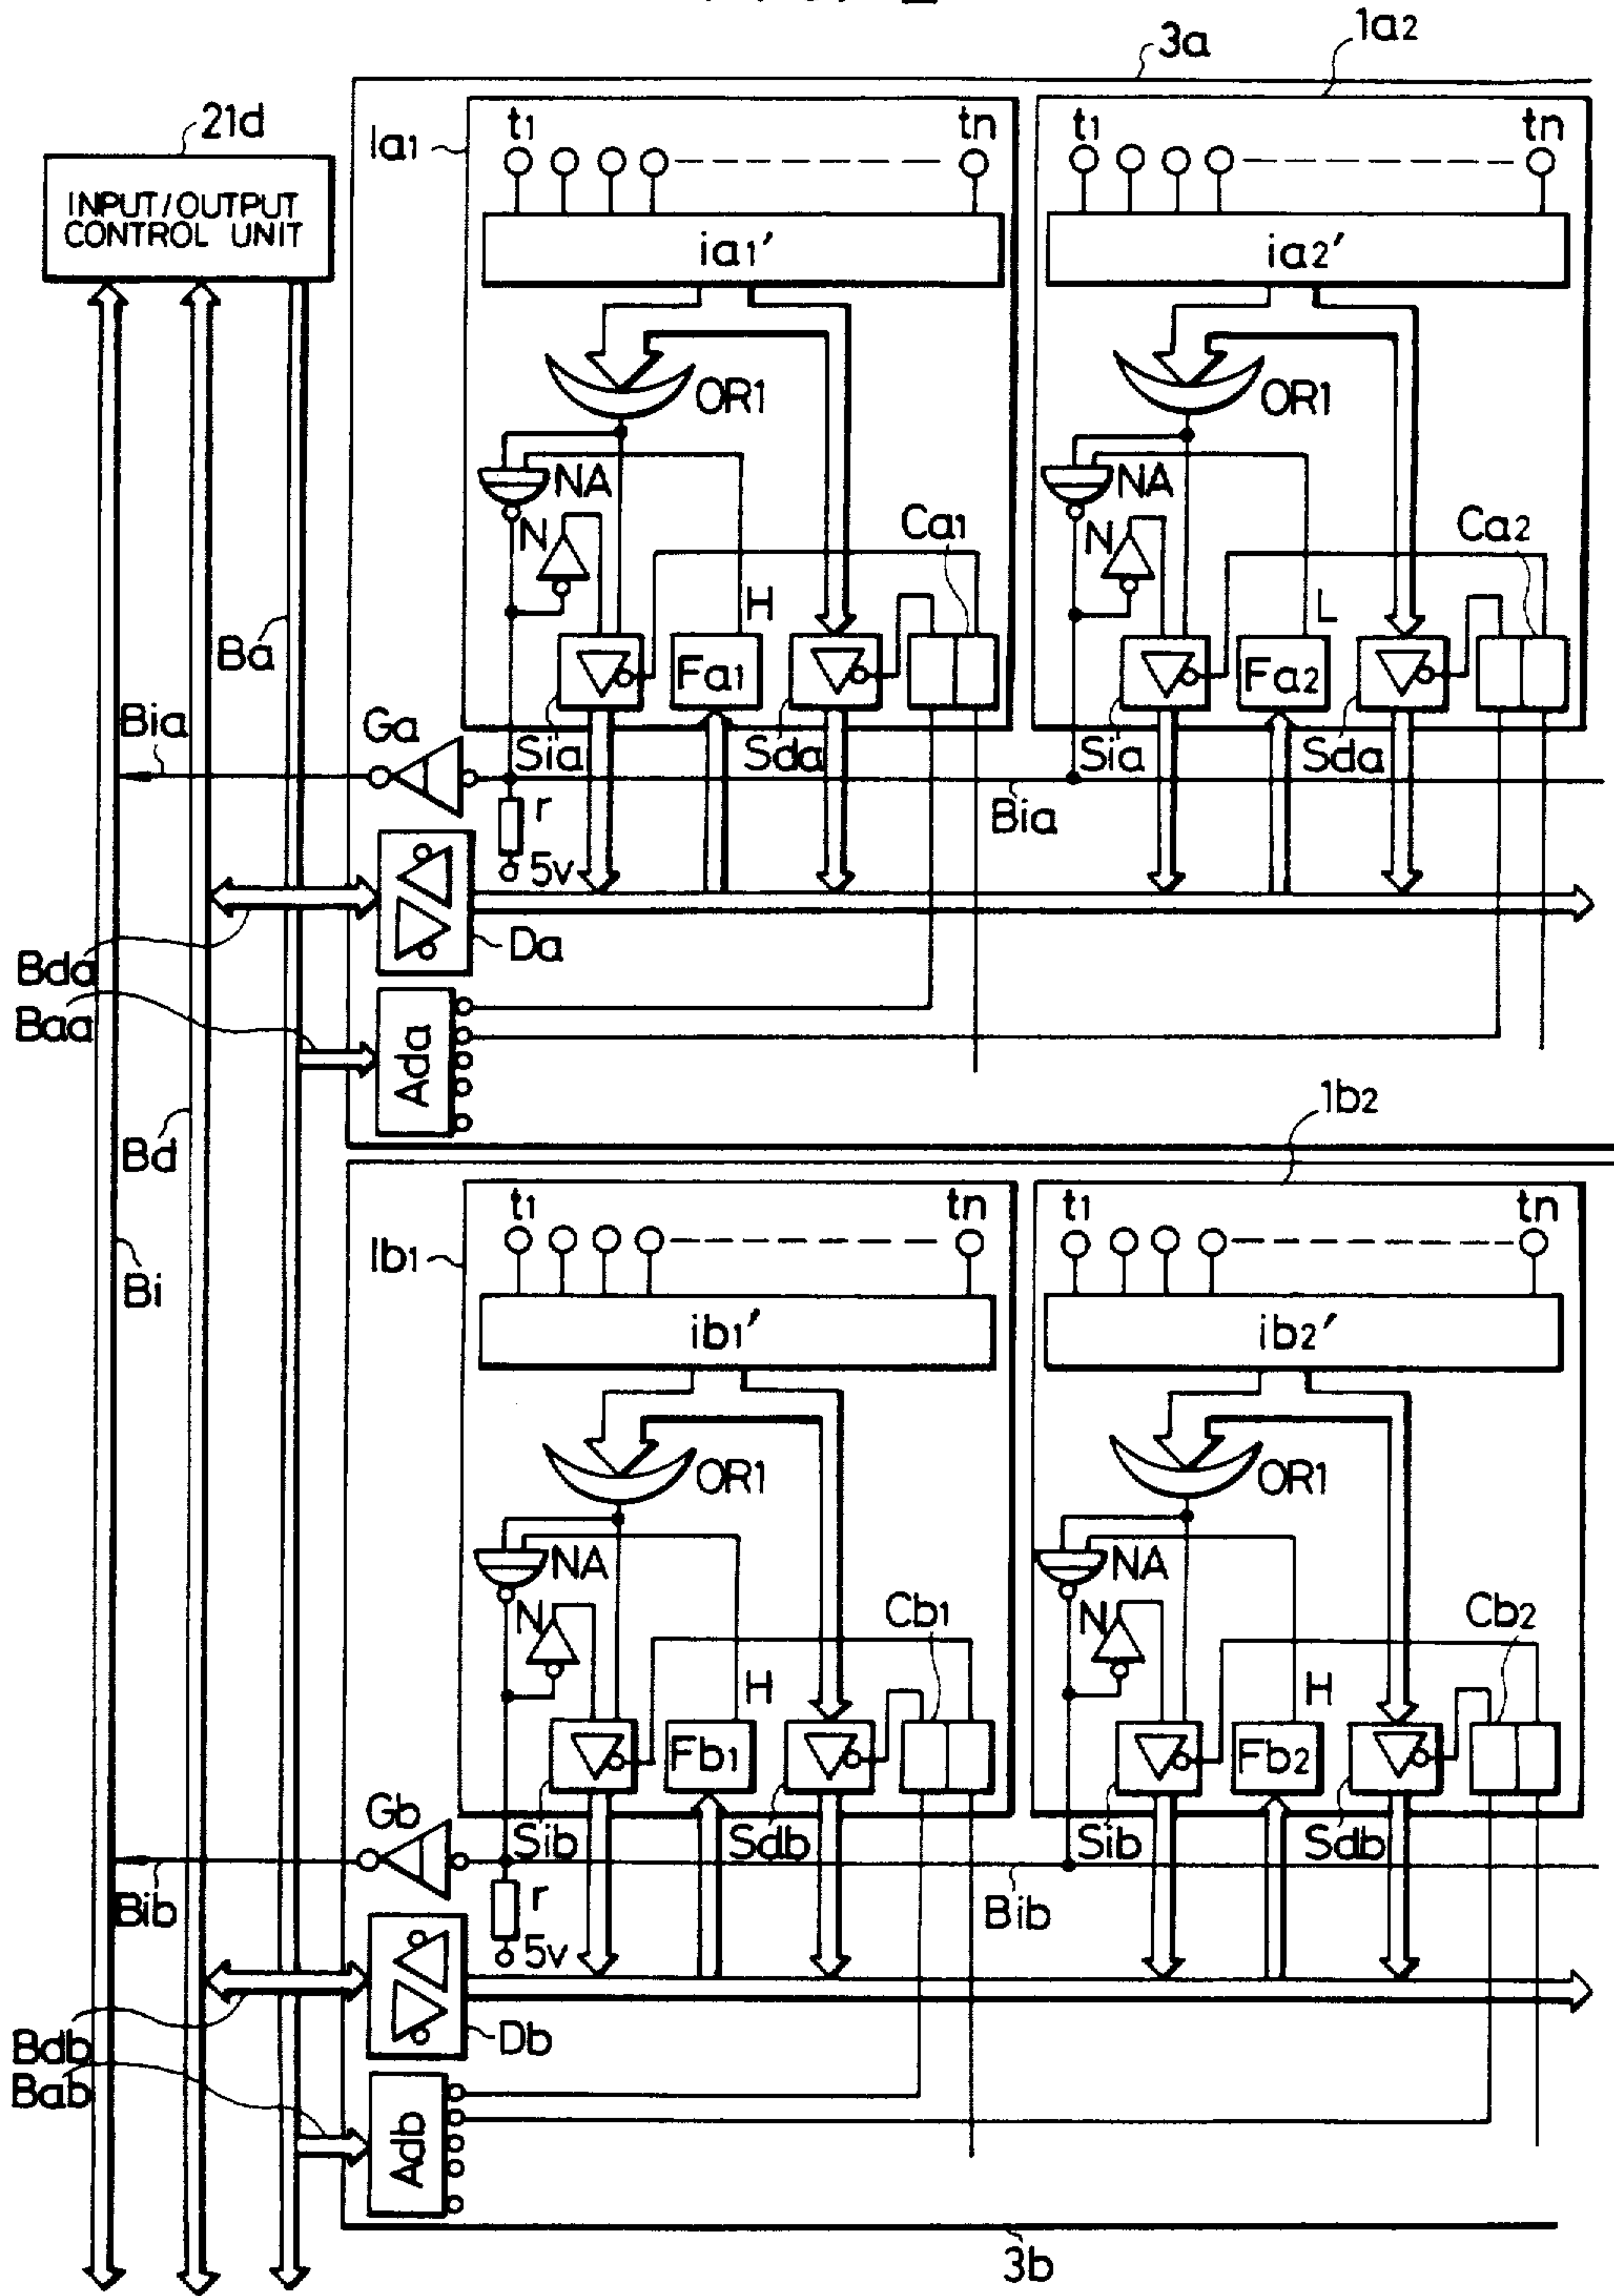 3a
1a2
21d
INPUT/OUTPUT
CONTROL UNIT
1a1
t1
tn
t1
tn
ia1'
ia2'
OR1
OR1
NA
NA
N
Ca1
N
Ca2
H
L
Ba
Fa1
Fa2
Bia
Ga
Sia
Sda
Sia
Sda
r
Bia
5v
Da
Bda
Baa
Ada
1b2
Bd
t1
tn
t1
tn
1b1
Bi
ib1'
ib2'
OR1
OR1
NA
NA
N
Cb1
N
Cb2
H
H
Fb1
Fb2
Gb
Sib
Sdb
Sib
Sdb
Bib
r
Bib
5v
Db
Bdb
Bab
Adb
3b